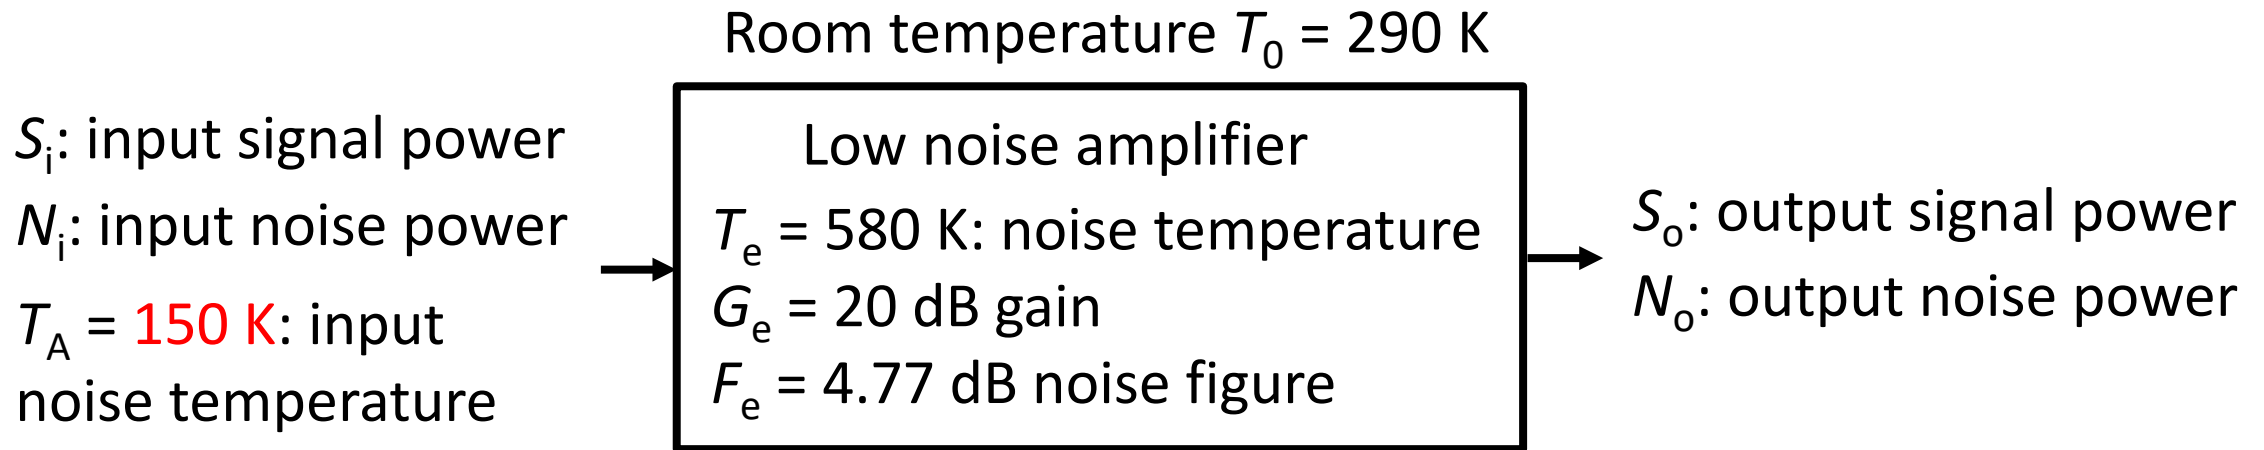 Room temperature T₀ = 290 K
Sᵢ: input signal power
Nᵢ: input noise power
T_A = 150 K: input
noise temperature
Low noise amplifier
Tₑ = 580 K: noise temperature
Gₑ = 20 dB gain
Fₑ = 4.77 dB noise figure
Sₒ: output signal power
Nₒ: output noise power